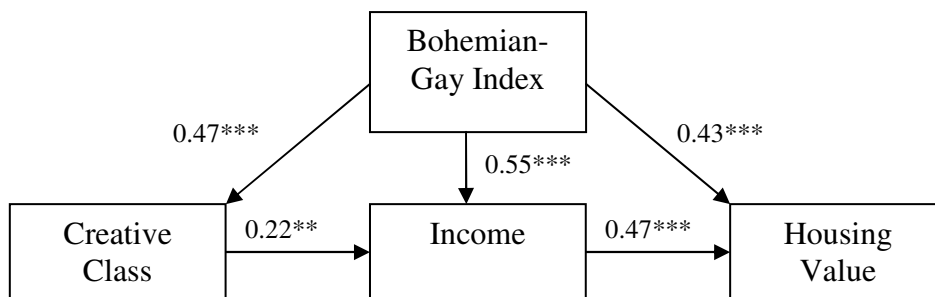 Bohemian-
Gay Index
0.47***
0.43***
0.55***
Creative
Class
0.22**
Income
0.47***
Housing
Value